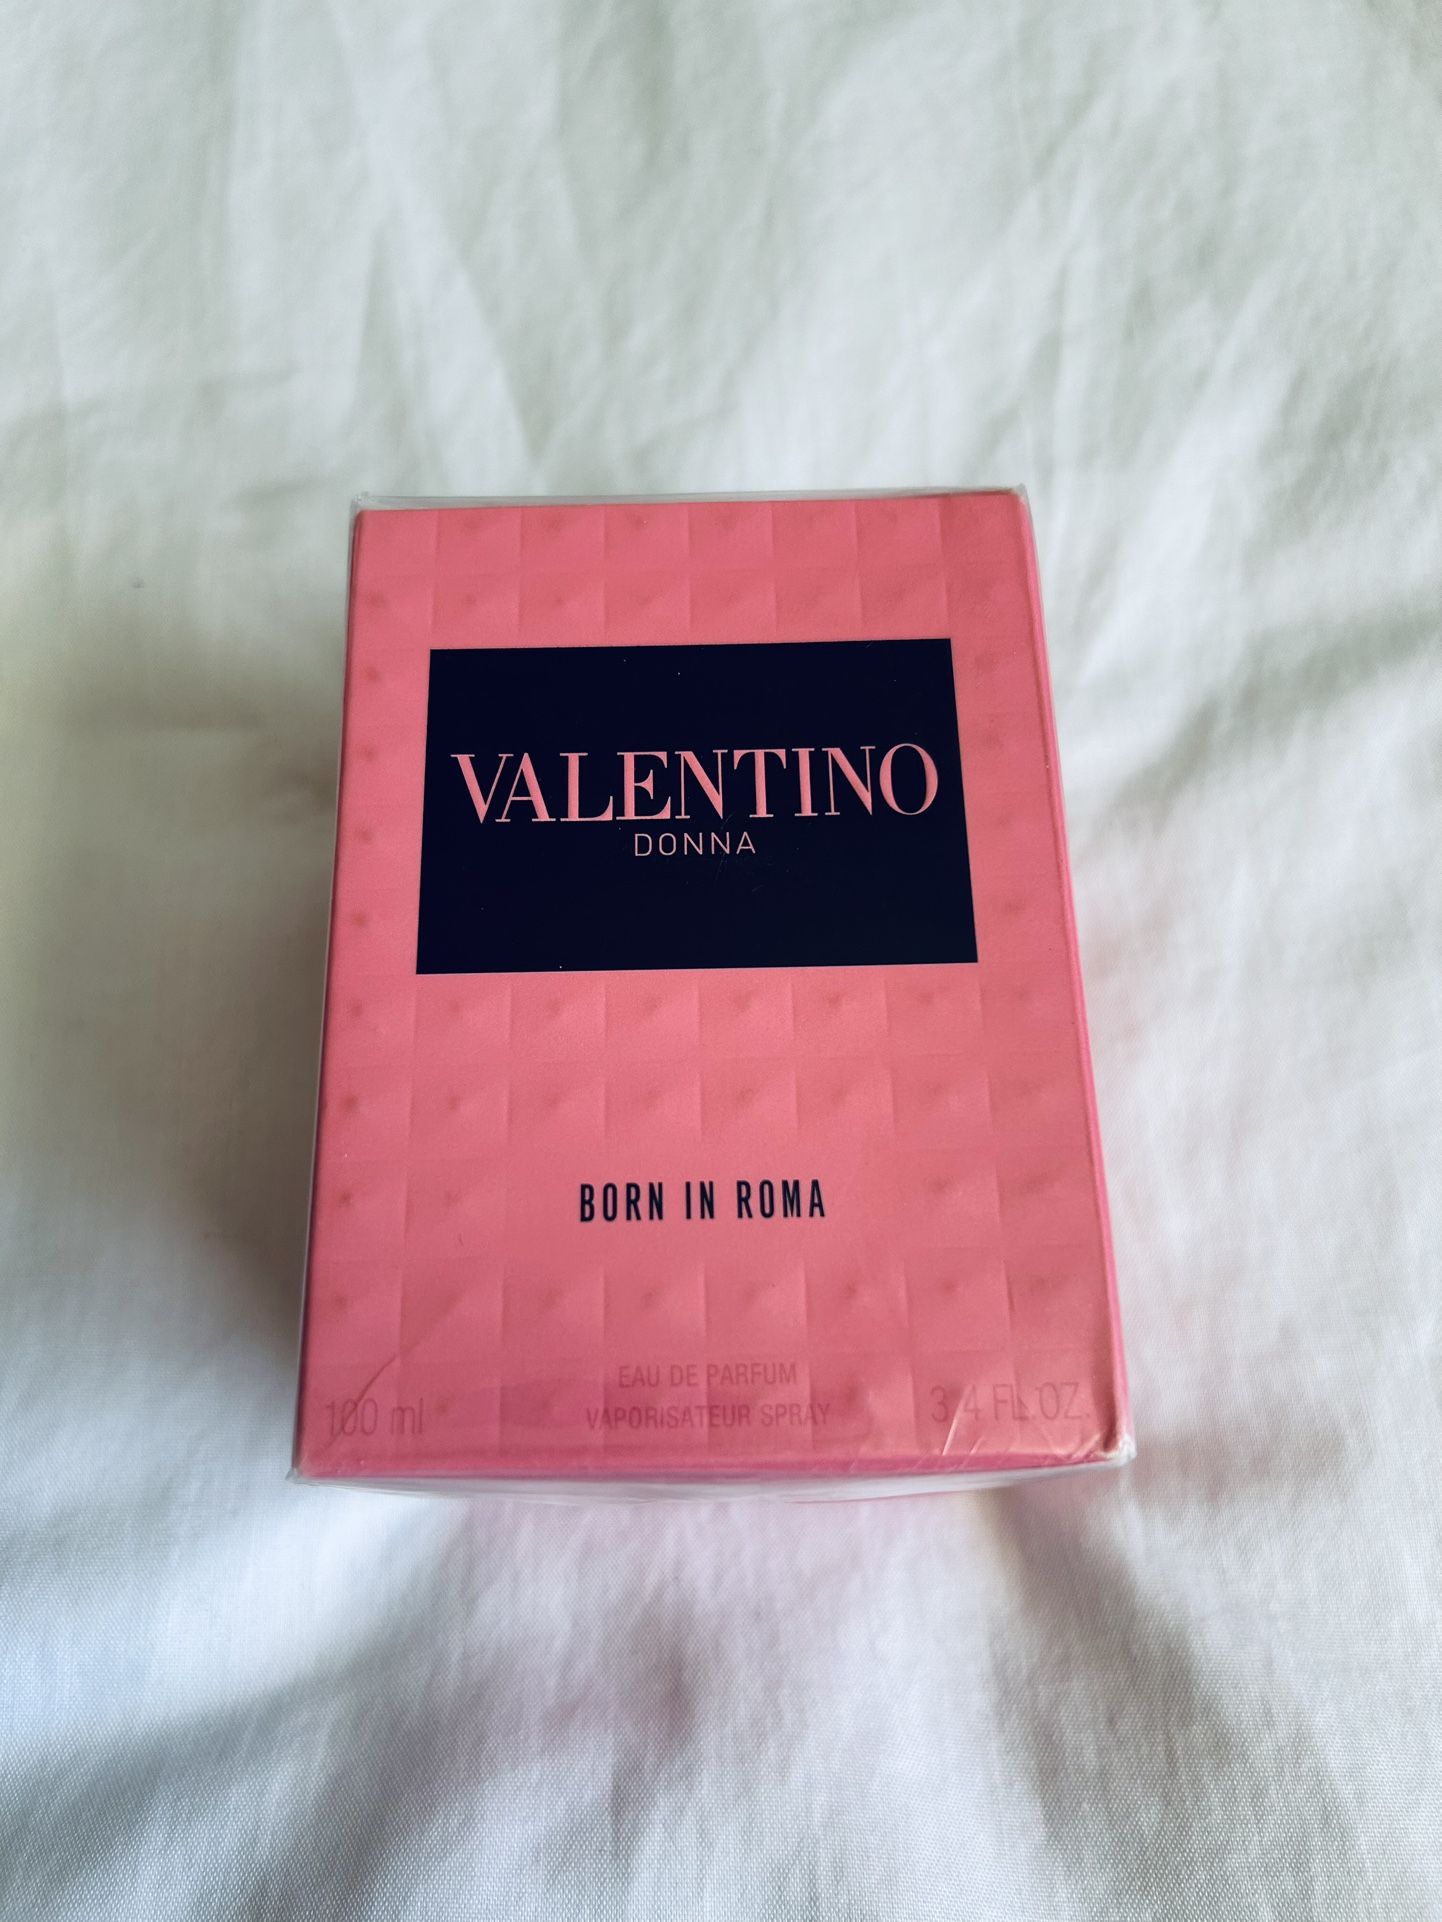 VALENTINO
DONNA
BORN IN ROMA
EAU DE PARFUM
100 ml VAPORISATEUR SPRAY 3.4 FL.OZ.